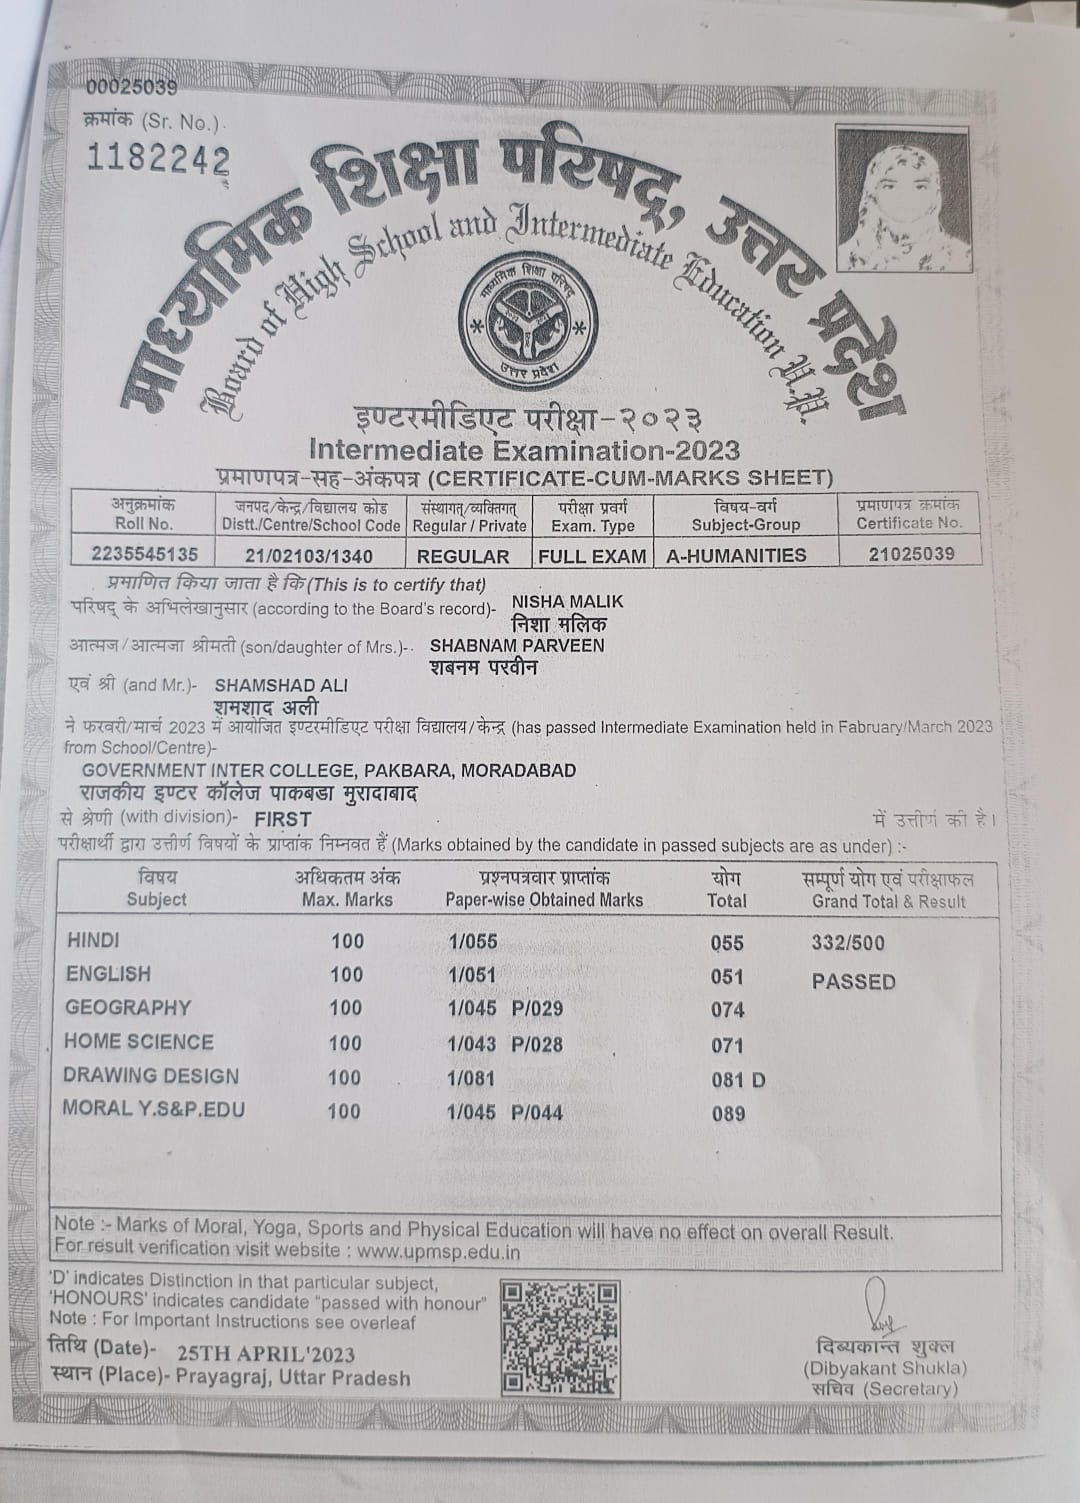 00025039
क्रमांक (Sr. No.).
1182242
माध्यमिक शिक्षा परिषद्, उत्तर प्रदेश
Board of High School and Intermediate Education U.P.
माध्यमिक शिक्षा परिषद्
उत्तर प्रदेश
इण्टरमीडिएट परीक्षा-२०२३
Intermediate Examination-2023
प्रमाणपत्र-सह-अंकपत्र (CERTIFICATE-CUM-MARKS SHEET)
अनुक्रमांक जनपद/केन्द्र/विद्यालय कोड संस्थागत्/व्यक्तिगत् परीक्षा प्रवर्ग विषय-वर्ग प्रमाणपत्र क्रमांक
Roll No. Distt./Centre/School Code Regular / Private Exam. Type Subject-Group Certificate No.
2235545135 21/02103/1340 REGULAR FULL EXAM A-HUMANITIES 21025039
प्रमाणित किया जाता है कि (This is to certify that)
परिषद् के अभिलेखानुसार (according to the Board's record)- NISHA MALIK
निशा मलिक
आत्मज/आत्मजा श्रीमती (son/daughter of Mrs.)-. SHABNAM PARVEEN
शबनम परवीन
एवं श्री (and Mr.)- SHAMSHAD ALI
शमशाद अली
ने फरवरी/मार्च 2023 में आयोजित इण्टरमीडिएट परीक्षा विद्यालय/केन्द्र (has passed Intermediate Examination held in Fabruary/March 2023
from School/Centre)-
GOVERNMENT INTER COLLEGE, PAKBARA, MORADABAD
राजकीय इण्टर कॉलेज पाकबडा मुरादाबाद
से श्रेणी (with division)- FIRST में उत्तीर्ण की है।
परीक्षार्थी द्वारा उत्तीर्ण विषयों के प्राप्तांक निम्नवत हैं (Marks obtained by the candidate in passed subjects are as under) :-
विषय अधिकतम अंक प्रश्नपत्रवार प्राप्तांक योग सम्पूर्ण योग एवं परीक्षाफल
Subject Max. Marks Paper-wise Obtained Marks Total Grand Total & Result
HINDI 100 1/055 055 332/500
ENGLISH 100 1/051 051 PASSED
GEOGRAPHY 100 1/045 P/029 074
HOME SCIENCE 100 1/043 P/028 071
DRAWING DESIGN 100 1/081 081 D
MORAL Y.S&P.EDU 100 1/045 P/044 089
Note :- Marks of Moral, Yoga, Sports and Physical Education will have no effect on overall Result.
For result verification visit website : www.upmsp.edu.in
'D' indicates Distinction in that particular subject,
'HONOURS' indicates candidate "passed with honour"
Note : For Important Instructions see overleaf
तिथि (Date)- 25TH APRIL'2023
स्थान (Place)- Prayagraj, Uttar Pradesh
दिब्यकान्त शुक्ल
(Dibyakant Shukla)
सचिव (Secretary)